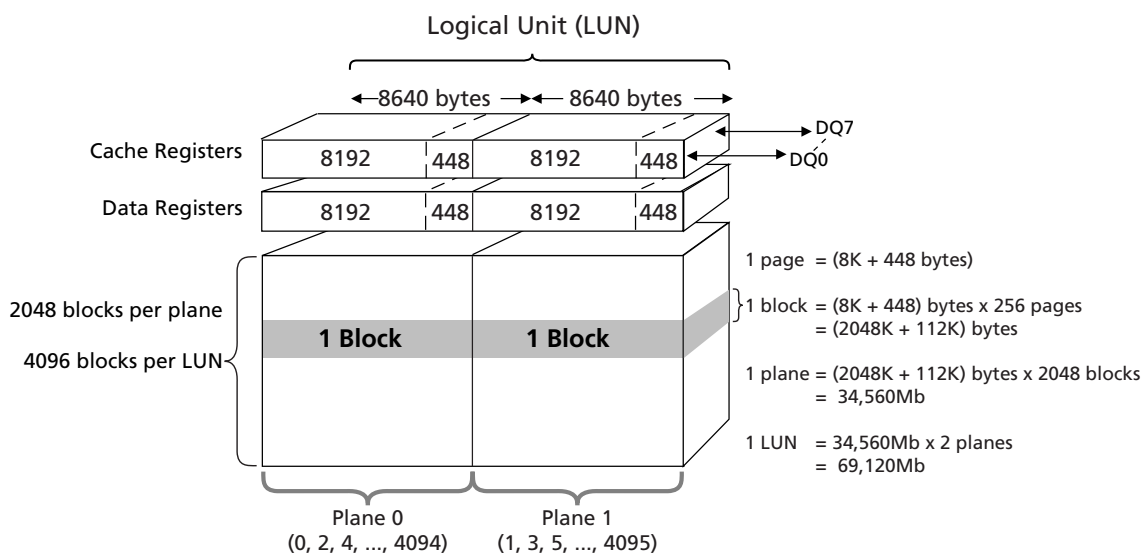 Logical Unit (LUN)
8640 bytes 8640 bytes
Cache Registers 8192 448 8192 448 DQ7
DQ0
Data Registers 8192 448 8192 448
1 page = (8K + 448 bytes)
2048 blocks per plane
1 Block 1 Block
1 block = (8K + 448) bytes x 256 pages
= (2048K + 112K) bytes
4096 blocks per LUN
1 plane = (2048K + 112K) bytes x 2048 blocks
= 34,560Mb
1 LUN = 34,560Mb x 2 planes
= 69,120Mb
Plane 0 Plane 1
(0, 2, 4, ..., 4094) (1, 3, 5, ..., 4095)